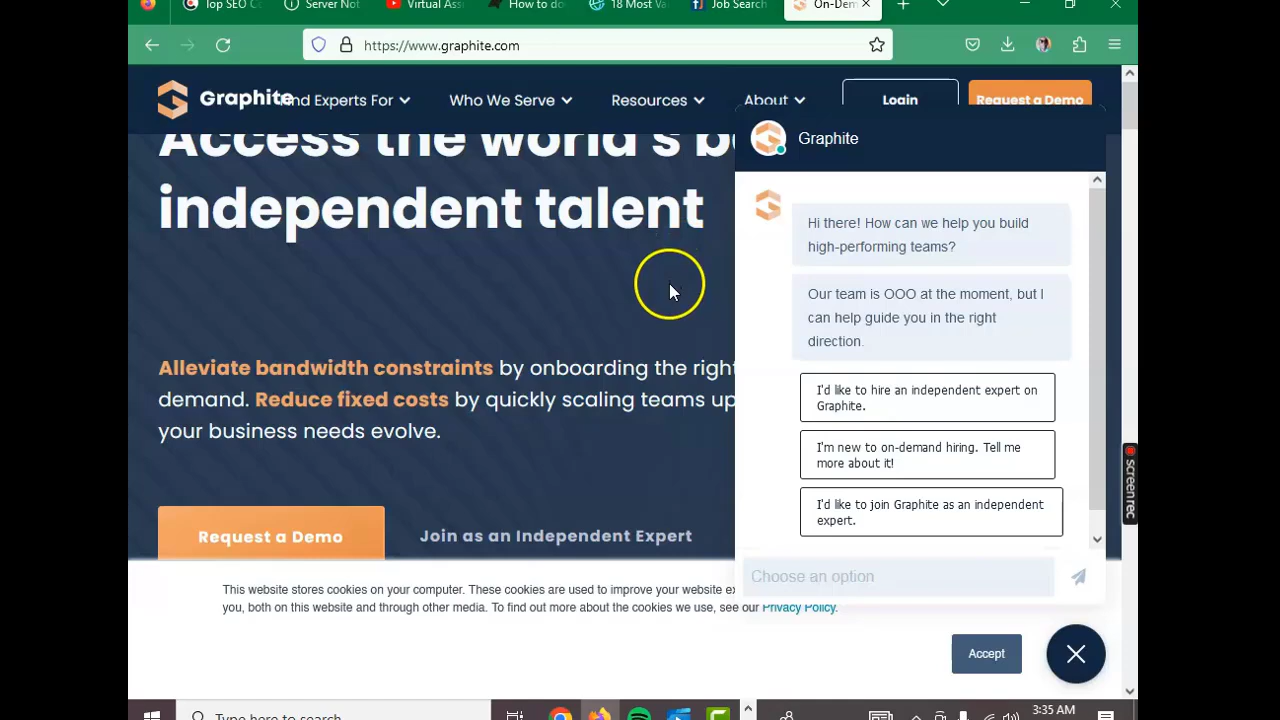 Top SEO C
Server Not
Virtual Assi
How to do
18 Most Va
Job Search
On-Dem
https://www.graphite.com
Graphite
Find Experts For
Who We Serve
Resources
About
Login
Request a Demo
Access the world's b
independent talent
Alleviate bandwidth constraints by onboarding the right
demand. Reduce fixed costs by quickly scaling teams up
your business needs evolve.
Request a Demo
Join as an Independent Expert
Graphite
Hi there! How can we help you build
high-performing teams?
Our team is OOO at the moment, but I
can help guide you in the right
direction.
I'd like to hire an independent expert on
Graphite.
I'm new to on-demand hiring. Tell me
more about it!
I'd like to join Graphite as an independent
expert.
Choose an option
This website stores cookies on your computer. These cookies are used to improve your website ex
you, both on this website and through other media. To find out more about the cookies we use, see our Privacy Policy.
Accept
screenrec
Type here to search
3:35 AM